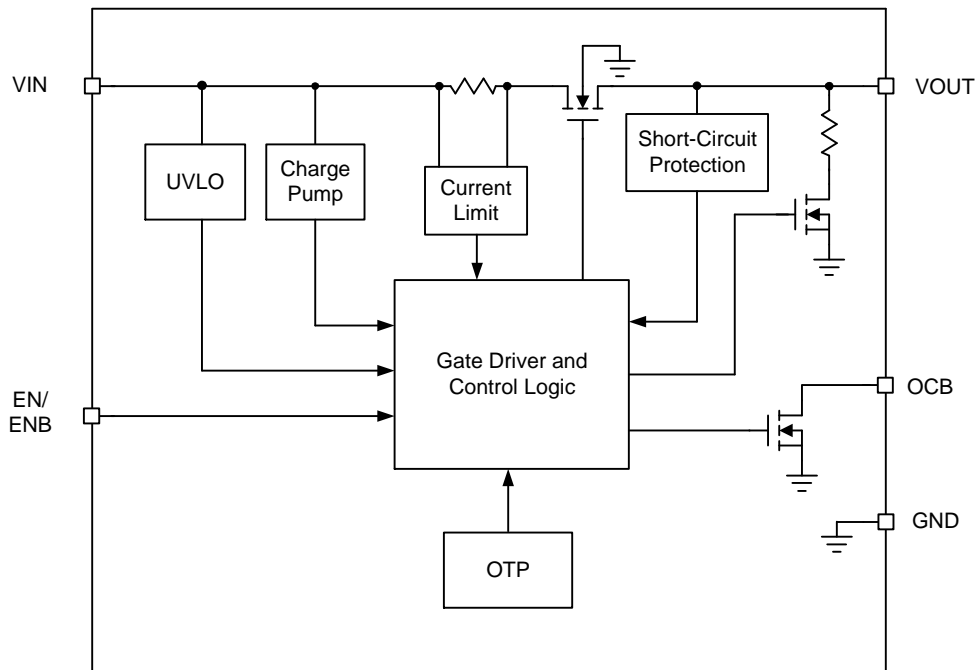 VIN
VOUT
UVLO
Charge
Pump
Current
Limit
Short-Circuit
Protection
Gate Driver and
Control Logic
EN/
ENB
OCB
GND
OTP